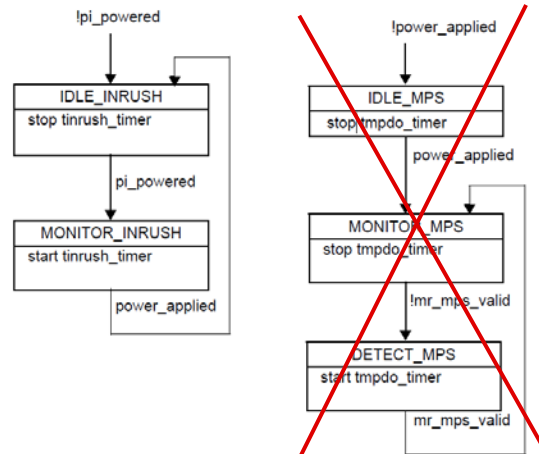 !pi_powered
IDLE_INRUSH
stop tinrush_timer
pi_powered
MONITOR_INRUSH
start tinrush_timer
power_applied
!power_applied
IDLE_MPS
stop tmpdo_timer
power_applied
MONITOR_MPS
stop tmpdo_timer
!mr_mps_valid
DETECT_MPS
start tmpdo_timer
mr_mps_valid